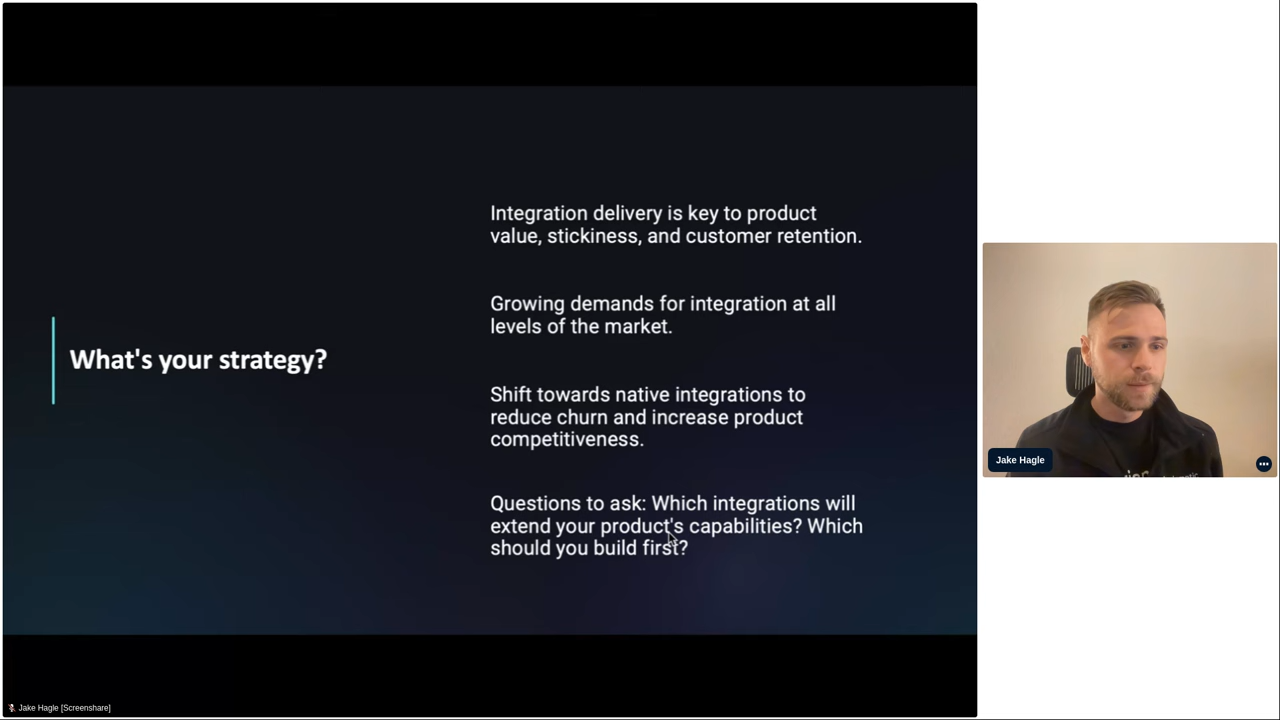 What's your strategy?
Integration delivery is key to product
value, stickiness, and customer retention.
Growing demands for integration at all
levels of the market.
Shift towards native integrations to
reduce churn and increase product
competitiveness.
Questions to ask: Which integrations will
extend your product's capabilities? Which
should you build first?
Jake Hagle
Jake Hagle [Screenshare]